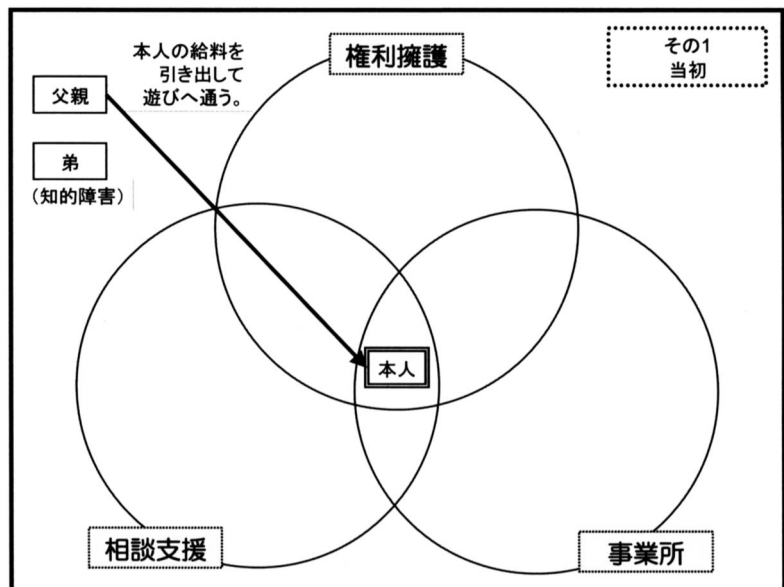 その1
当初
権利擁護
本人の給料を
引き出して
遊びへ通う。
父親
弟
（知的障害）
本人
相談支援
事業所